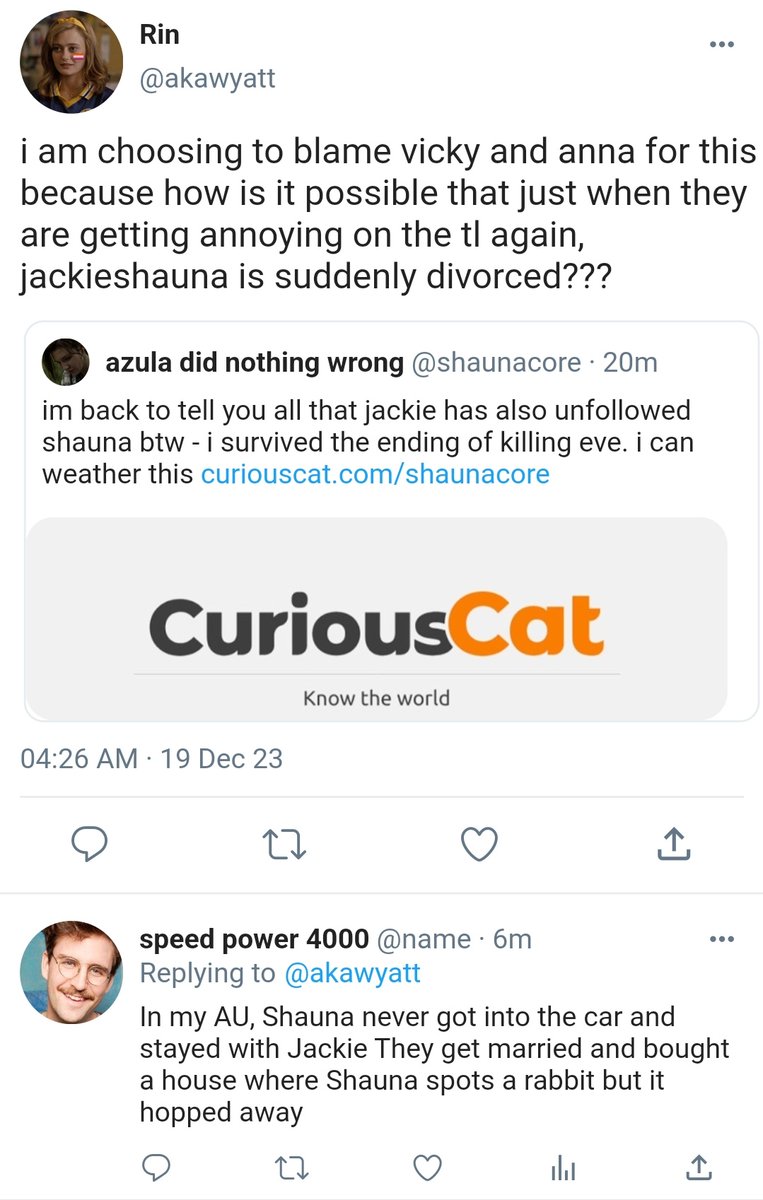 Rin
@akawyatt
i am choosing to blame vicky and anna for this
because how is it possible that just when they
are getting annoying on the tl again,
jackieshauna is suddenly divorced???
azula did nothing wrong @shaunacore · 20m
im back to tell you all that jackie has also unfollowed
shauna btw - i survived the ending of killing eve. i can
weather this curiouscat.com/shaunacore
CuriousCat
Know the world
04:26 AM · 19 Dec 23
speed power 4000 @name · 6m
Replying to @akawyatt
In my AU, Shauna never got into the car and
stayed with Jackie They get married and bought
a house where Shauna spots a rabbit but it
hopped away